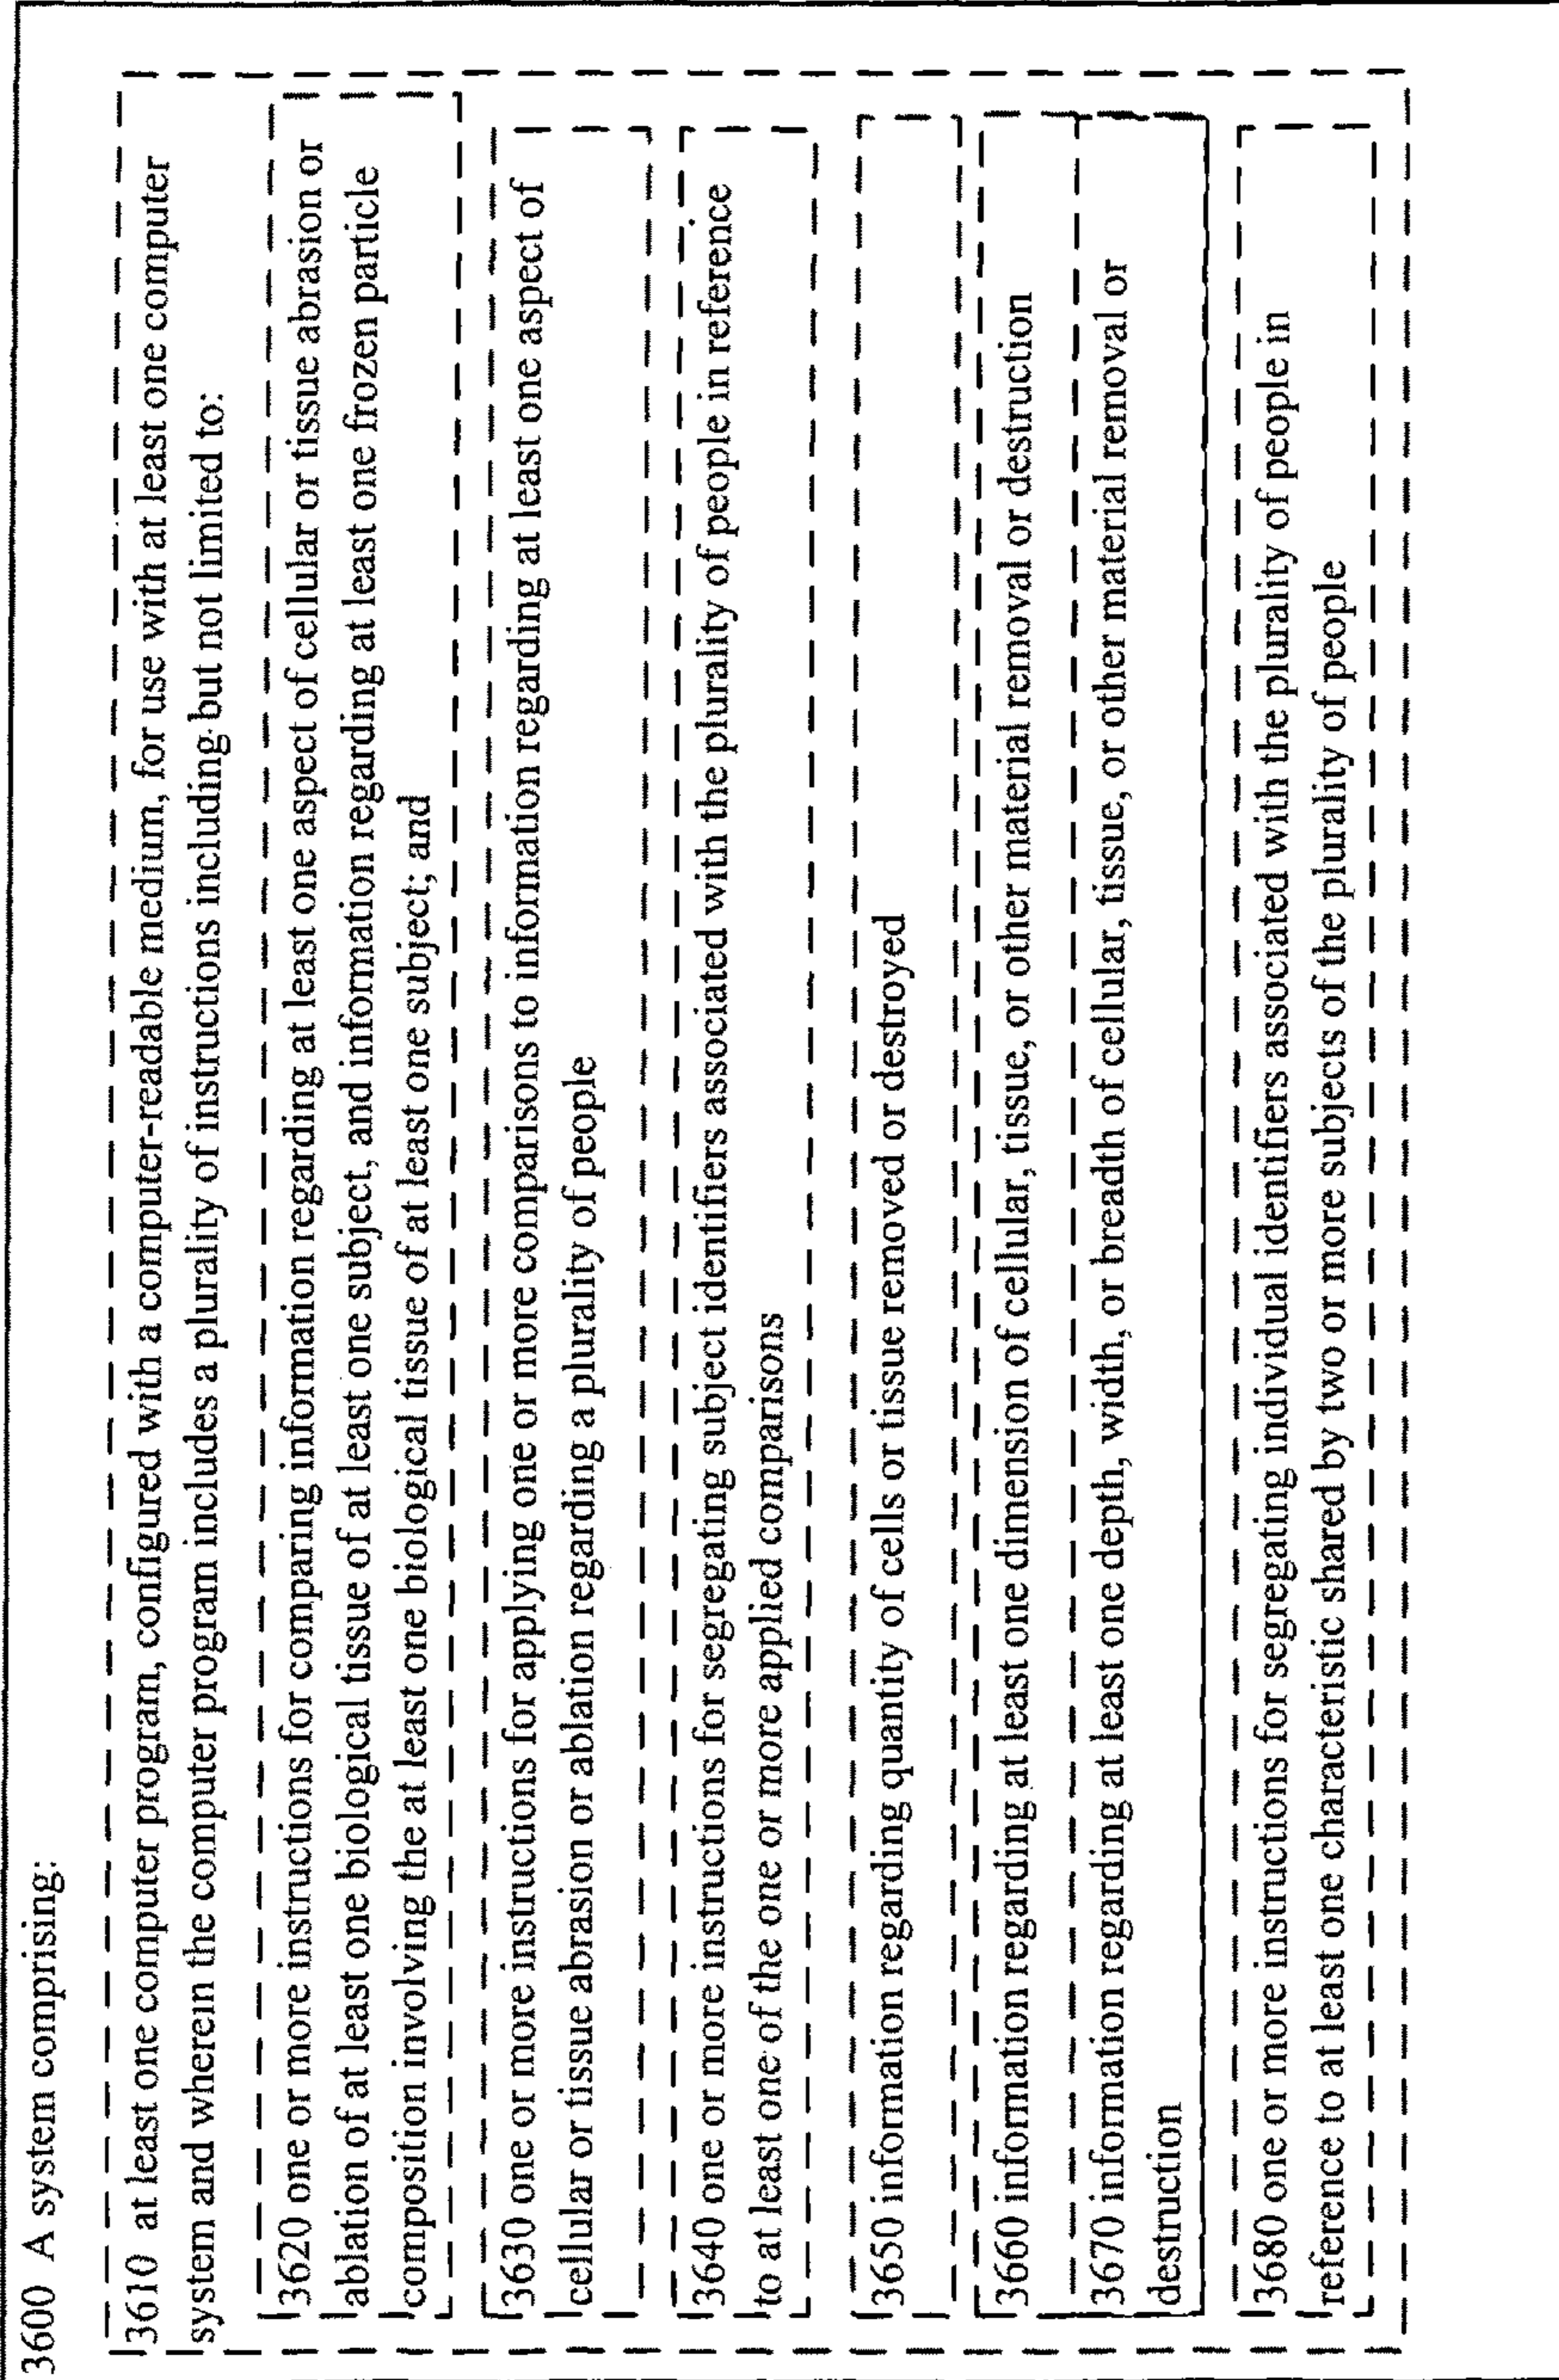 3600 A system comprising:
3610 at least one computer program, configured with a computer-readable medium, for use with at least one computer
system and wherein the computer program includes a plurality of instructions including but not limited to:
3620 one or more instructions for comparing information regarding at least one aspect of cellular or tissue abrasion or
ablation of at least one biological tissue of at least one subject, and information regarding at least one frozen particle
composition involving the at least one biological tissue of at least one subject; and
3630 one or more instructions for applying one or more comparisons to information regarding at least one aspect of
cellular or tissue abrasion or ablation regarding a plurality of people
3640 one or more instructions for segregating subject identifiers associated with the plurality of people in reference
to at least one of the one or more applied comparisons
3650 information regarding quantity of cells or tissue removed or destroyed
3660 information regarding at least one dimension of cellular, tissue, or other material removal or destruction
3670 information regarding at least one depth, width, or breadth of cellular, tissue, or other material removal or
destruction
3680 one or more instructions for segregating individual identifiers associated with the plurality of people in
reference to at least one characteristic shared by two or more subjects of the plurality of people